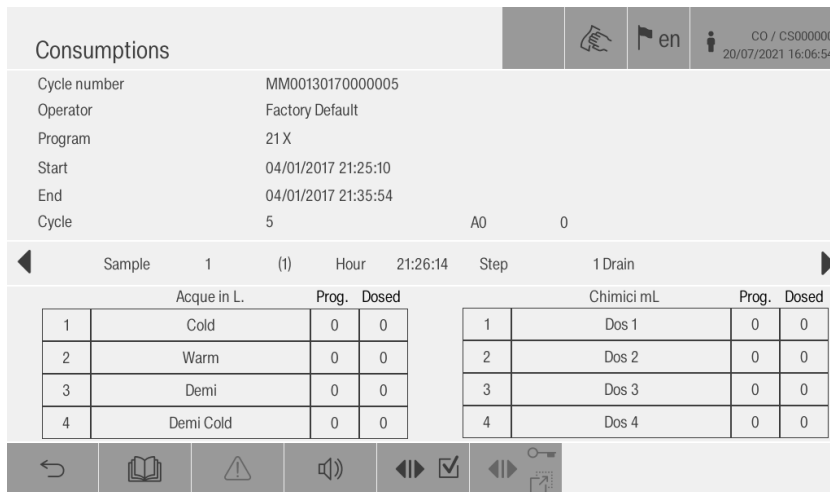 Consumptions
en
CO / CS000000
20/07/2021 16:06:54
Cycle number MM00130170000005
Operator Factory Default
Program 21 X
Start 04/01/2017 21:25:10
End 04/01/2017 21:35:54
Cycle 5 A0 0
Sample 1 (1) Hour 21:26:14 Step 1 Drain
Acque in L. Prog. Dosed Chimici mL Prog. Dosed
1 Cold 0 0 1 Dos 1 0 0
2 Warm 0 0 2 Dos 2 0 0
3 Demi 0 0 3 Dos 3 0 0
4 Demi Cold 0 0 4 Dos 4 0 0